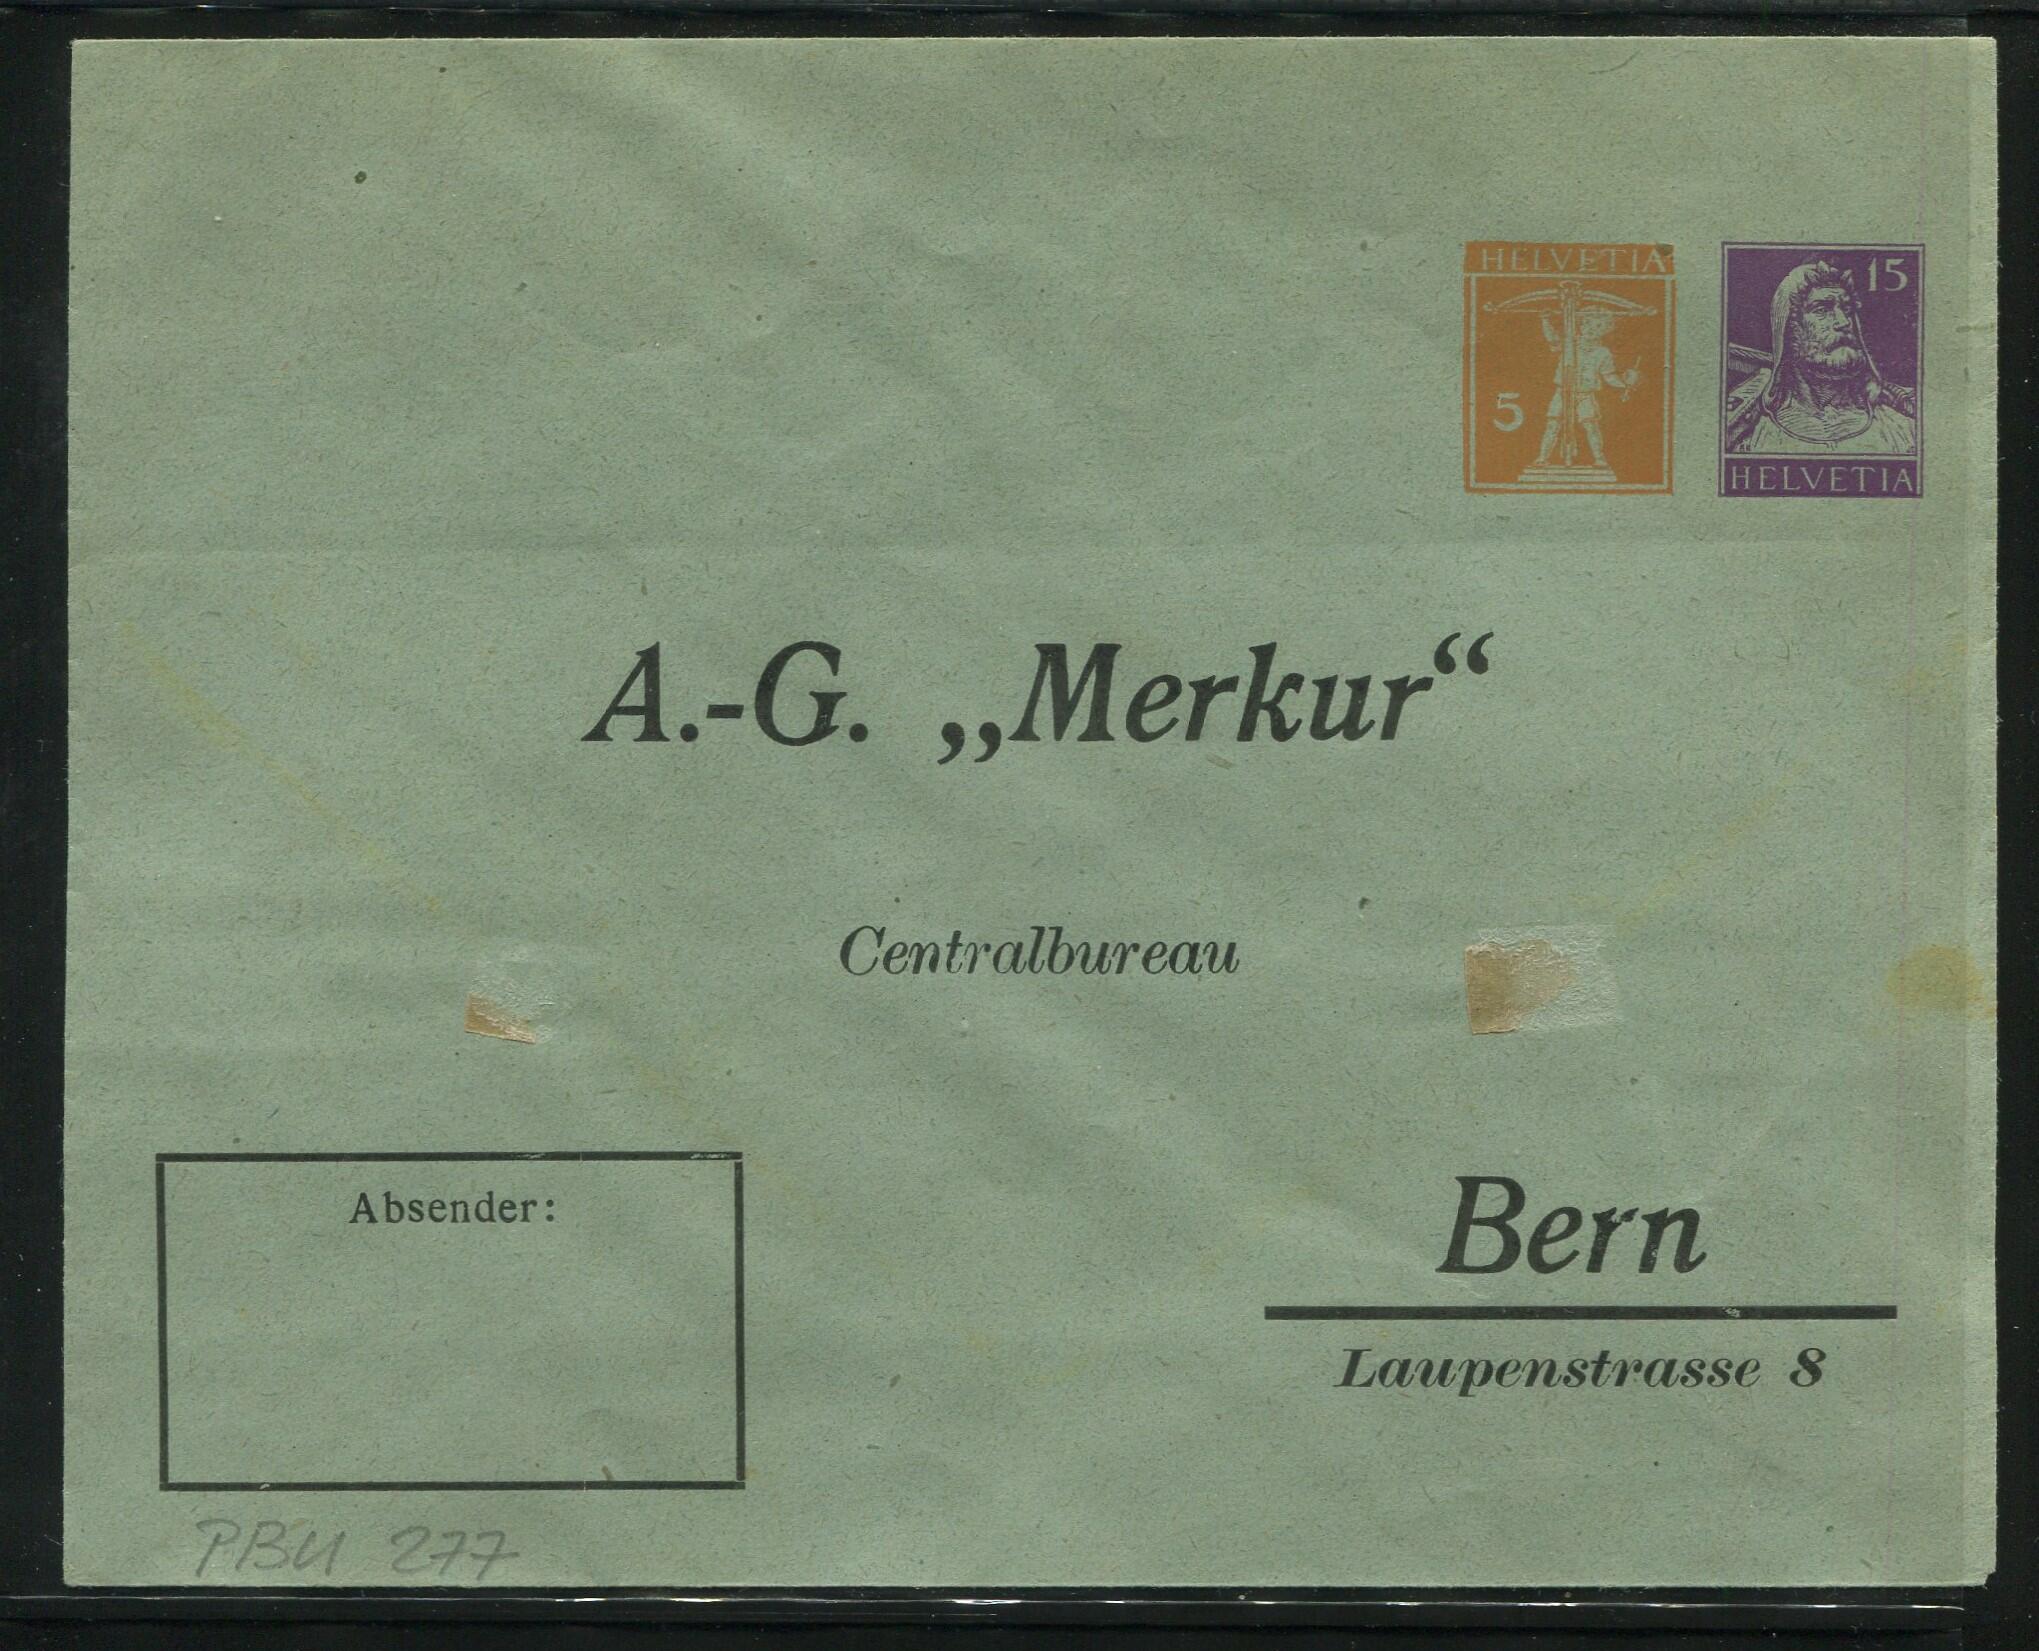 HELVETIA
5
15
HELVETIA
A.-G. „Merkur“
Centralbureau
Absender:
Bern
Laupenstrasse 8
PBU 277